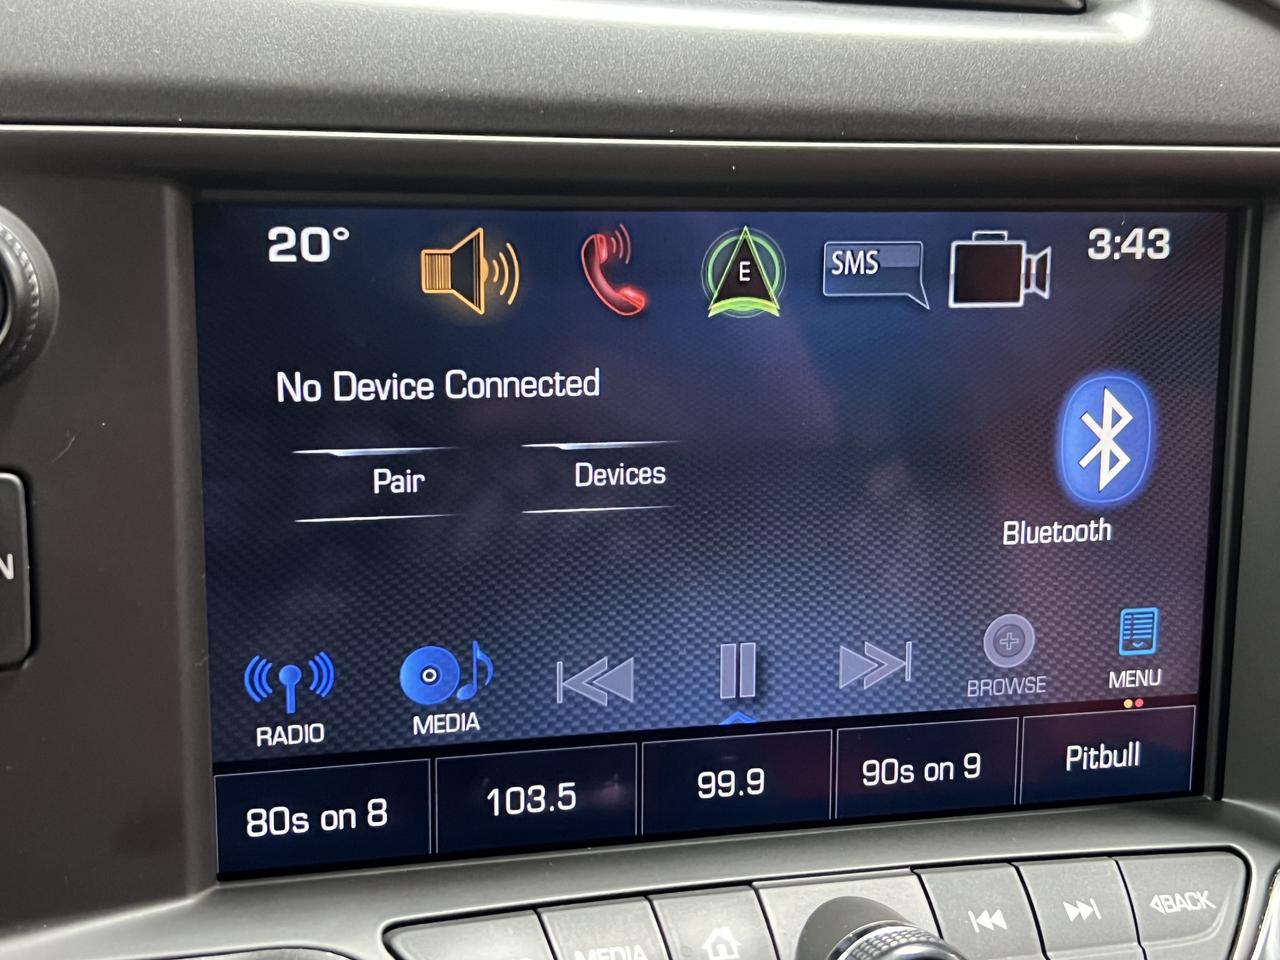 20°
E
SMS
3:43
No Device Connected
Pair
Devices
Bluetooth
RADIO
MEDIA
BROWSE
MENU
80s on 8
103.5
99.9
90s on 9
Pitbull
MEDIA
BACK
N